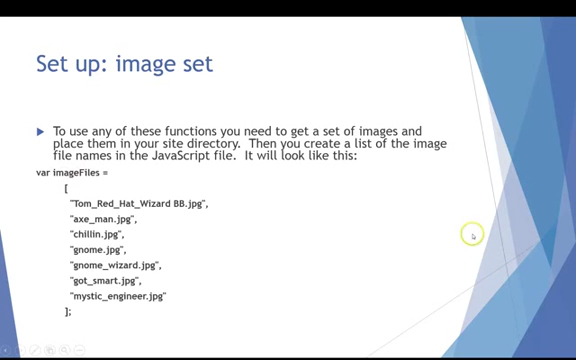 Set up: image set
To use any of these functions you need to get a set of images and
place them in your site directory.  Then you create a list of the image
file names in the JavaScript file.  It will look like this:
var imageFiles =
[
"Tom_Red_Hat_Wizard BB.jpg",
"axe_man.jpg",
"chillin.jpg",
"gnome.jpg",
"gnome_wizard.jpg",
"got_smart.jpg",
"mystic_engineer.jpg"
];